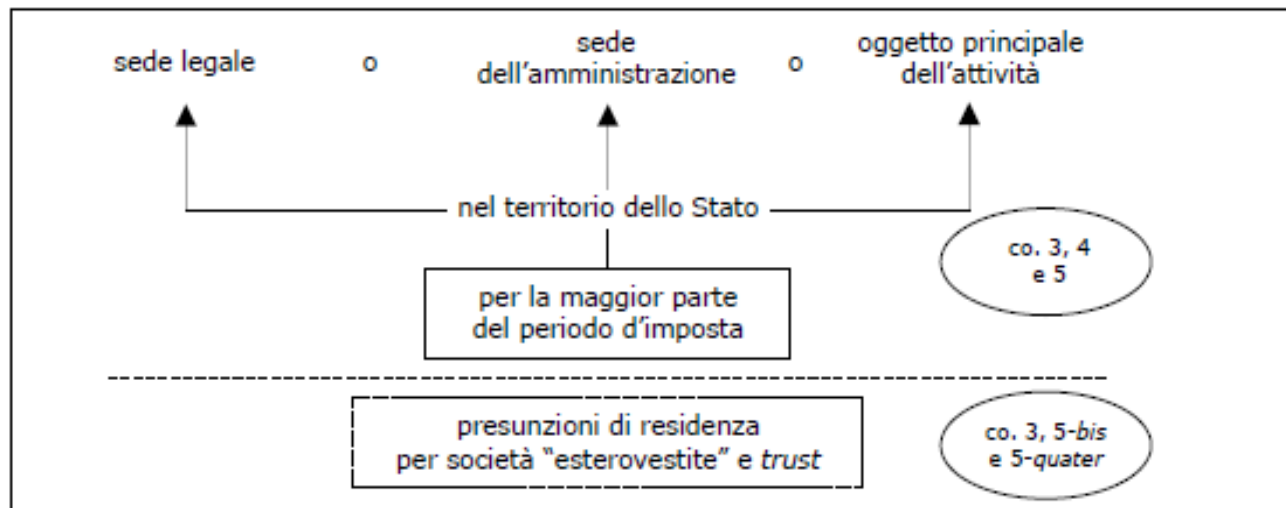 sede legale o sede dell'amministrazione o oggetto principale dell'attività
nel territorio dello Stato
co. 3, 4
e 5
per la maggior parte
del periodo d'imposta
presunzioni di residenza
per società "esterovestite" e trust
co. 3, 5-bis
e 5-quater